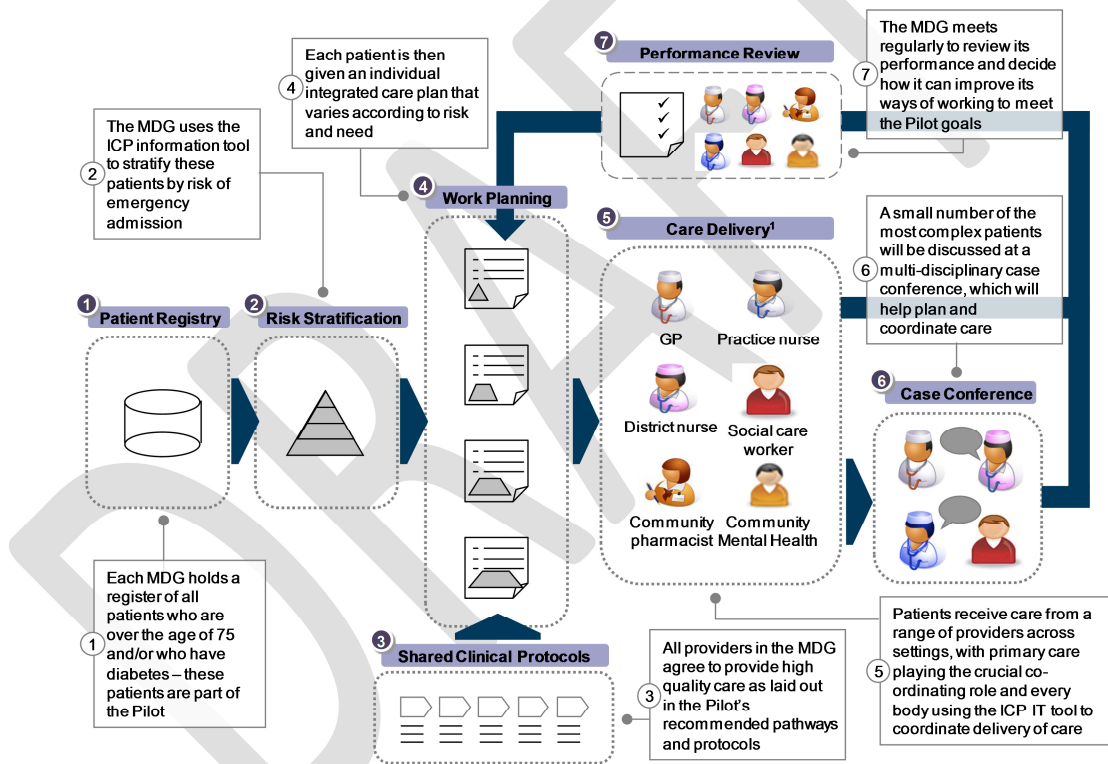 7
Performance Review
The MDG meets
regularly to review its
performance and decide
how it can improve its
ways of working to meet
the Pilot goals
7
Each patient is then
given an individual
integrated care plan that
varies according to risk
and need
4
The MDG uses the
ICP information tool
to stratify these
patients by risk of
emergency
admission
2
4
Work Planning
5
Care Delivery¹
GP
Practice nurse
District nurse
Social care
worker
Community
pharmacist
Community
Mental Health
A small number of the
most complex patients
will be discussed at a
multi-disciplinary case
conference, which will
help plan and
coordinate care
6
1
Patient Registry
2
Risk Stratification
6
Case Conference
Each MDG holds a
register of all
patients who are
over the age of 75
and/or who have
diabetes – these
patients are part of
the Pilot
1
3
Shared Clinical Protocols
All providers in the MDG
agree to provide high
quality care as laid out
in the Pilot's
recommended pathways
and protocols
3
Patients receive care from a
range of providers across
settings, with primary care
playing the crucial co-
ordinating role and every
body using the ICP IT tool to
coordinate delivery of care
5
DRAFT